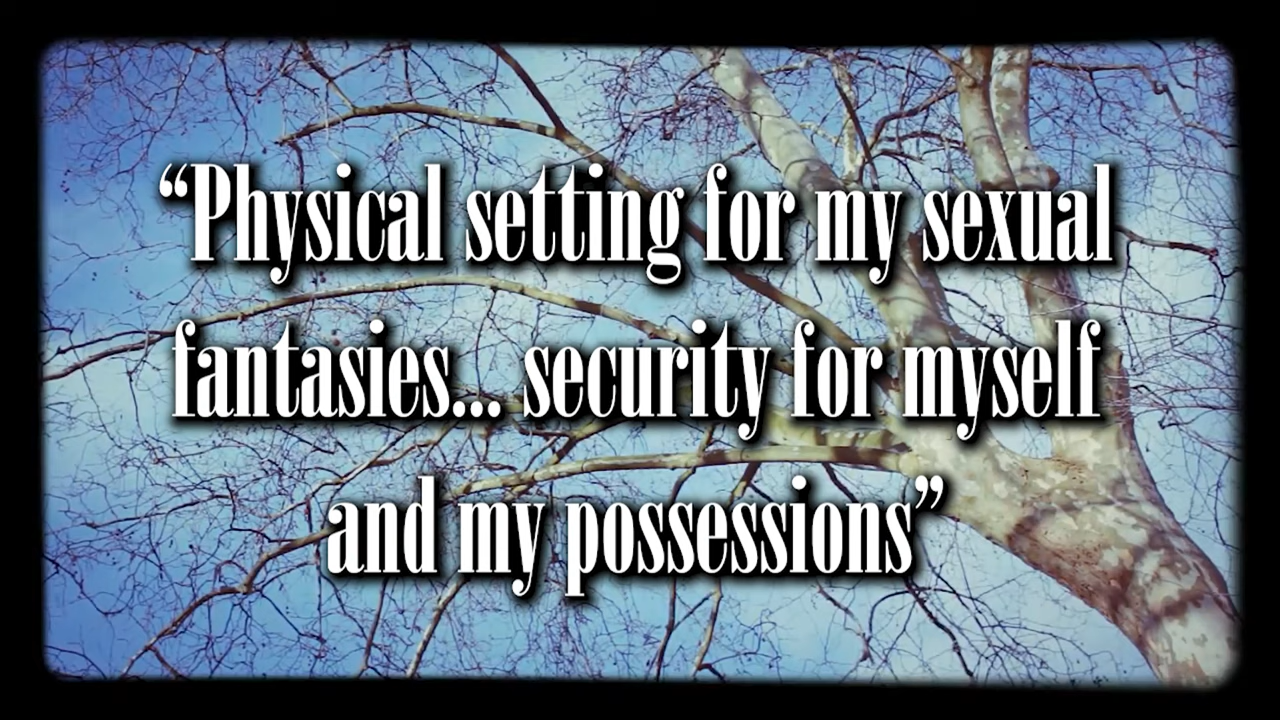 “Physical setting for my sexual
fantasies... security for myself
and my possessions”